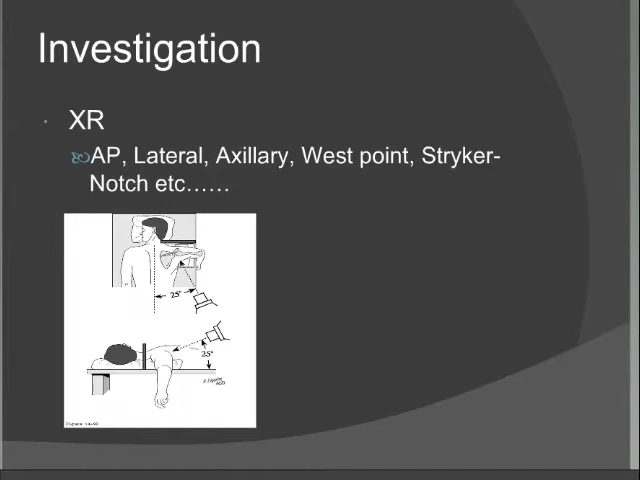 Investigation
XR
AP, Lateral, Axillary, West point, Stryker-
Notch etc……
25°
25°